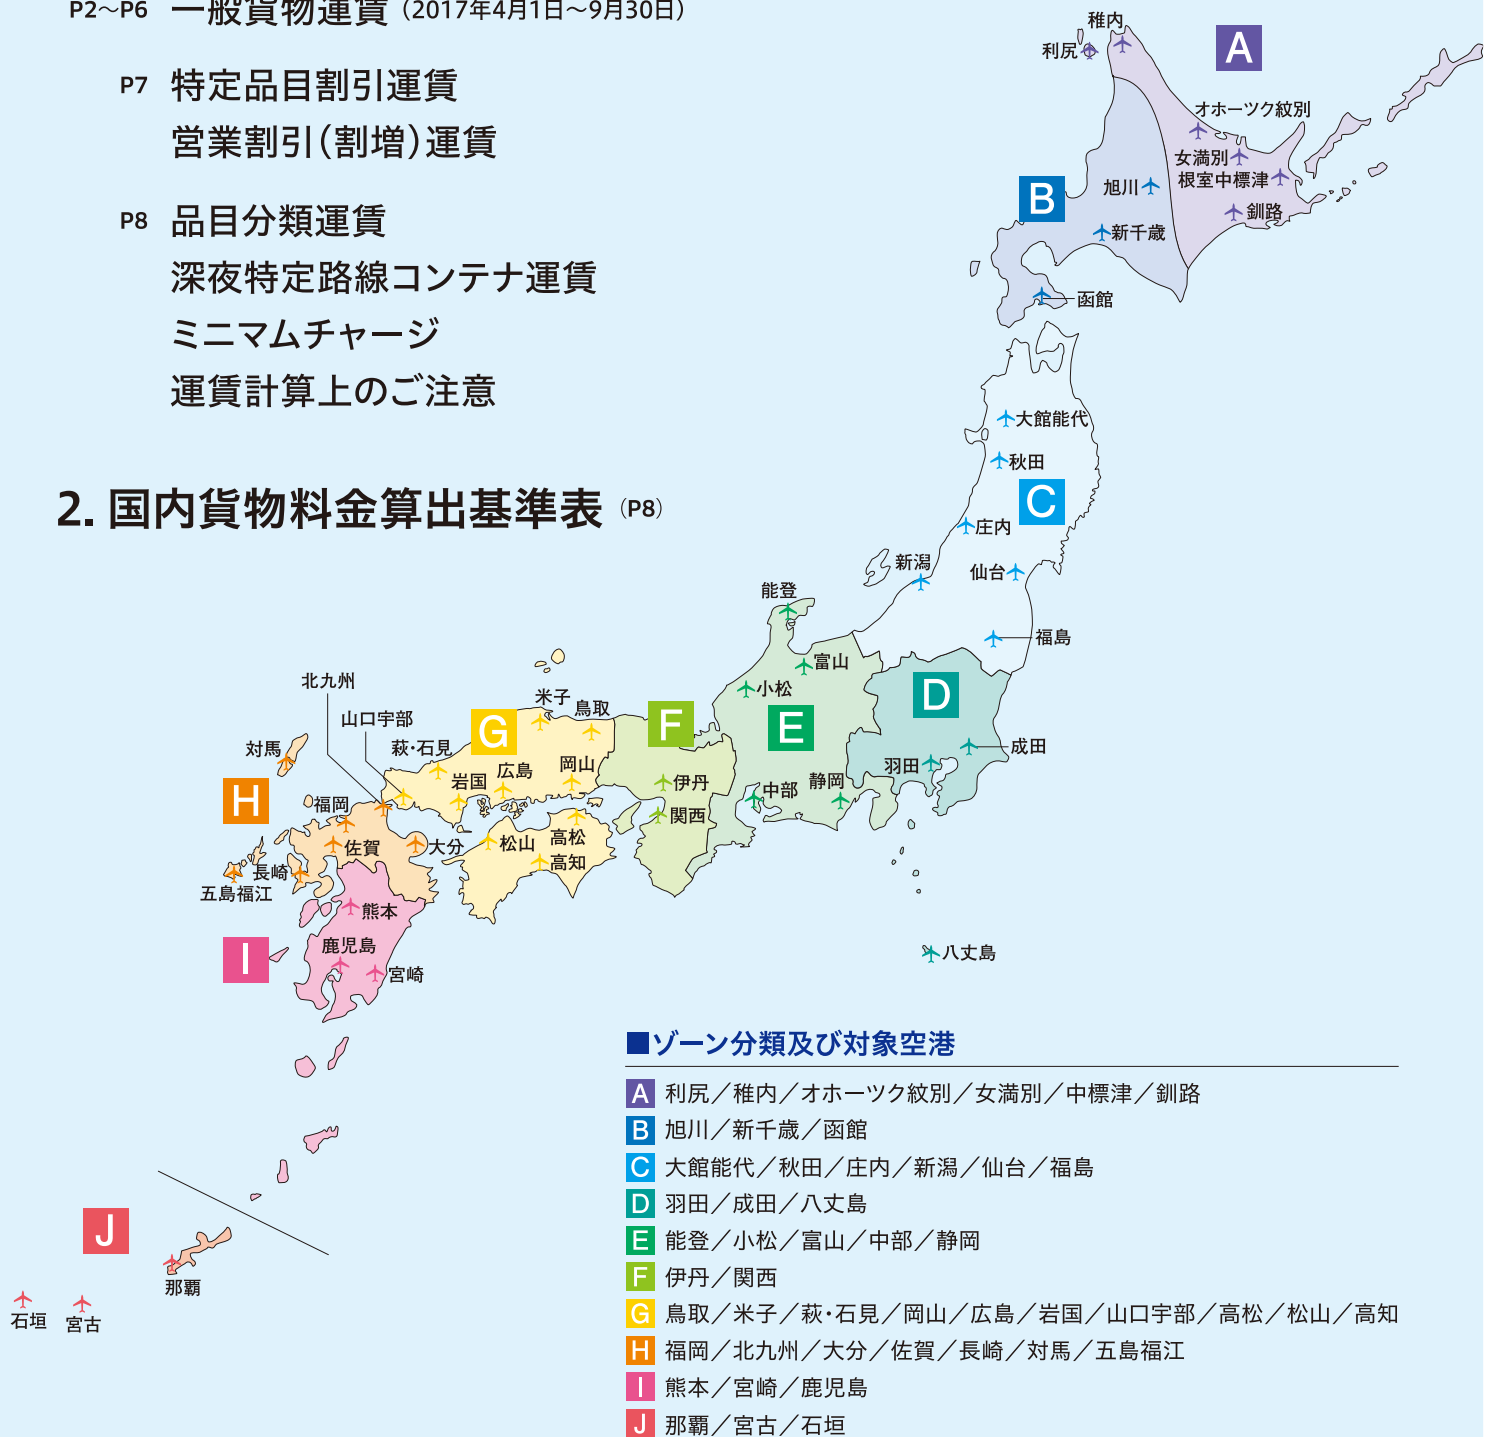 P2～P6 一般貨物運賃（2017年4月1日～9月30日）
P7 特定品目割引運賃
営業割引（割増）運賃
P8 品目分類運賃
深夜特定路線コンテナ運賃
ミニマムチャージ
運賃計算上のご注意
2. 国内貨物料金算出基準表（P8）
稚内
利尻
A
オホーツク紋別
女満別
根室中標津
釧路
B
旭川
新千歳
函館
大館能代
秋田
C
庄内
新潟
仙台
福島
能登
富山
小松
D
E
F
成田
羽田
中部
静岡
伊丹
関西
八丈島
北九州
山口宇部
米子
鳥取
G
対馬
萩・石見
岩国
広島
岡山
H
福岡
佐賀
大分
松山
高松
高知
長崎
五島福江
熊本
I
鹿児島
宮崎
J
那覇
石垣
宮古
■ゾーン分類及び対象空港
A 利尻／稚内／オホーツク紋別／女満別／中標津／釧路
B 旭川／新千歳／函館
C 大館能代／秋田／庄内／新潟／仙台／福島
D 羽田／成田／八丈島
E 能登／小松／富山／中部／静岡
F 伊丹／関西
G 鳥取／米子／萩・石見／岡山／広島／岩国／山口宇部／高松／松山／高知
H 福岡／北九州／大分／佐賀／長崎／対馬／五島福江
I 熊本／宮崎／鹿児島
J 那覇／宮古／石垣